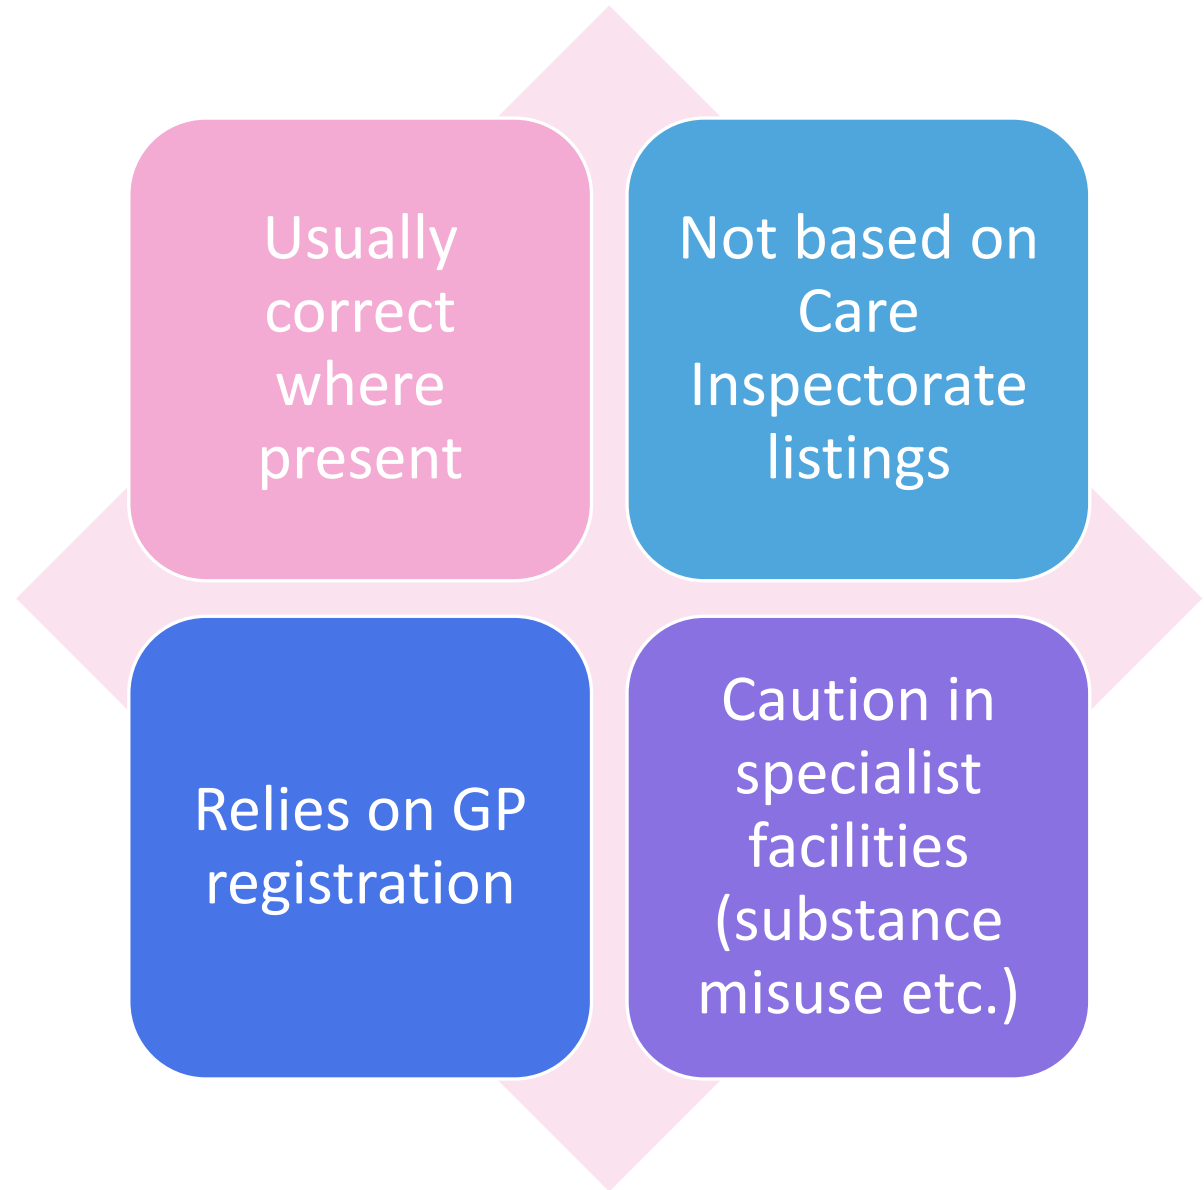 Usually
correct
where
present
Not based on
Care
Inspectorate
listings
Relies on GP
registration
Caution in
specialist
facilities
(substance
misuse etc.)